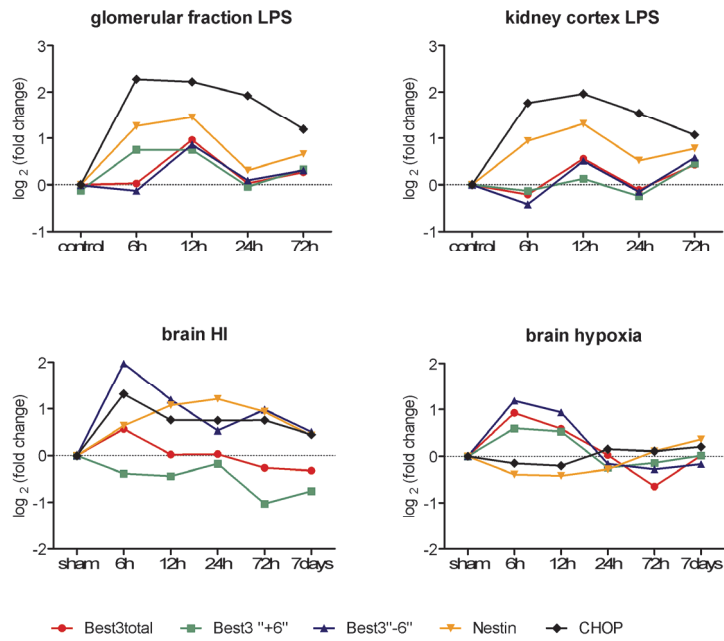 glomerular fraction LPS
log 2 (fold change)
3
2
1
0
-1
control 6h 12h 24h 72h
kidney cortex LPS
log 2 (fold change)
3
2
1
0
-1
control 6h 12h 24h 72h
brain HI
log 2 (fold change)
2
1
0
-1
-2
sham 6h 12h 24h 72h 7days
brain hypoxia
log 2 (fold change)
2
1
0
-1
-2
sham 6h 12h 24h 72h 7days
Best3total Best3 "+6" Best3"-6" Nestin CHOP